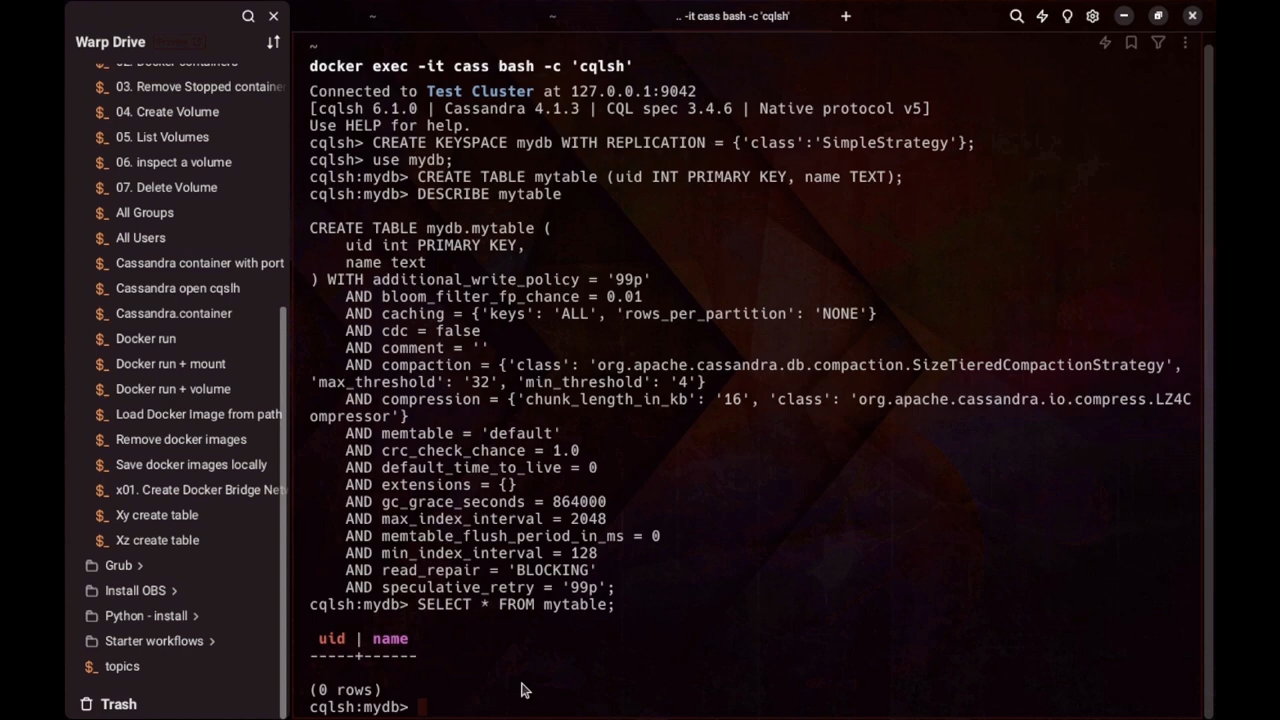 ~
~
.. -it cass bash -c 'cqlsh'
Warp Drive
03. Remove Stopped containe
04. Create Volume
05. List Volumes
06. inspect a volume
07. Delete Volume
All Groups
All Users
Cassandra container with port
Cassandra open cqslh
Cassandra.container
Docker run
Docker run + mount
Docker run + volume
Load Docker Image from path
Remove docker images
Save docker images locally
x01. Create Docker Bridge Net
Xy create table
Xz create table
Grub >
Install OBS >
Python - install >
Starter workflows >
topics
Trash
~
docker exec -it cass bash -c 'cqlsh'
Connected to Test Cluster at 127.0.0.1:9042
[cqlsh 6.1.0 | Cassandra 4.1.3 | CQL spec 3.4.6 | Native protocol v5]
Use HELP for help.
cqlsh> CREATE KEYSPACE mydb WITH REPLICATION = {'class':'SimpleStrategy'};
cqlsh> use mydb;
cqlsh:mydb> CREATE TABLE mytable (uid INT PRIMARY KEY, name TEXT);
cqlsh:mydb> DESCRIBE mytable
CREATE TABLE mydb.mytable (
uid int PRIMARY KEY,
name text
) WITH additional_write_policy = '99p'
AND bloom_filter_fp_chance = 0.01
AND caching = {'keys': 'ALL', 'rows_per_partition': 'NONE'}
AND cdc = false
AND comment = ''
AND compaction = {'class': 'org.apache.cassandra.db.compaction.SizeTieredCompactionStrategy',
'max_threshold': '32', 'min_threshold': '4'}
AND compression = {'chunk_length_in_kb': '16', 'class': 'org.apache.cassandra.io.compress.LZ4C
ompressor'}
AND memtable = 'default'
AND crc_check_chance = 1.0
AND default_time_to_live = 0
AND extensions = {}
AND gc_grace_seconds = 864000
AND max_index_interval = 2048
AND memtable_flush_period_in_ms = 0
AND min_index_interval = 128
AND read_repair = 'BLOCKING'
AND speculative_retry = '99p';
cqlsh:mydb> SELECT * FROM mytable;
uid | name
-----+------
(0 rows)
cqlsh:mydb>